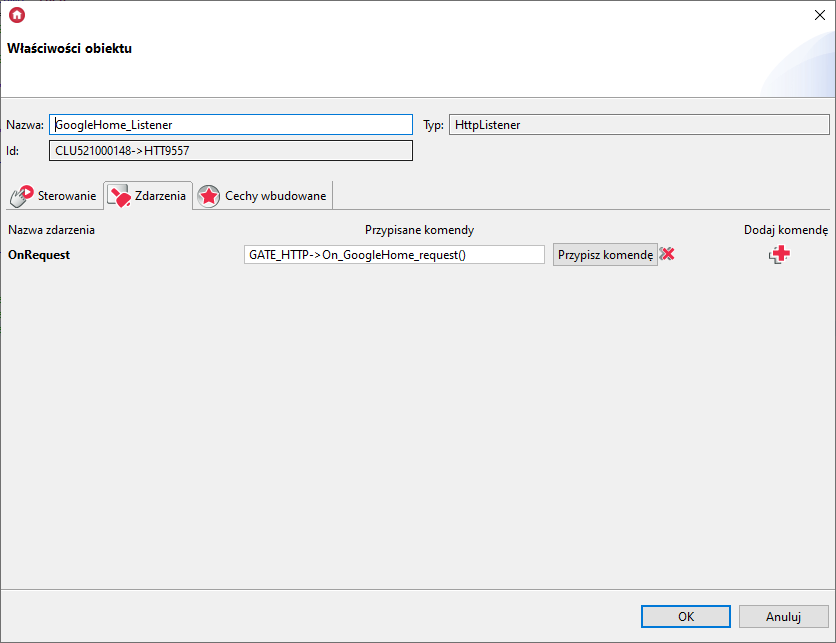 Właściwości obiektu
Nazwa: GoogleHome_Listener Typ: HttpListener
Id: CLU521000148->HTT9557
Sterowanie Zdarzenia Cechy wbudowane
Nazwa zdarzenia Przypisane komendy Dodaj komendę
OnRequest GATE_HTTP->On_GoogleHome_request() Przypisz komendę
OK Anuluj